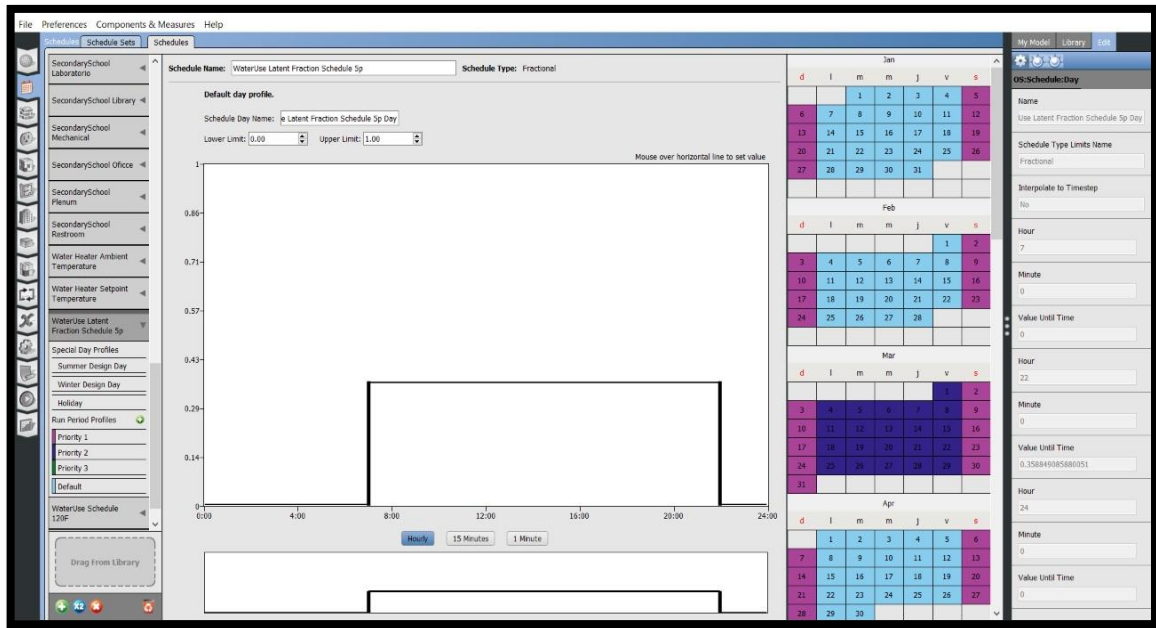 File Preferences Components & Measures Help
Schedules Schedule Sets Schedules
My Model Library Edit
SecondarySchool
Laboratorio
SecondarySchool Library
SecondarySchool
Mechanical
SecondarySchool Oficce
SecondarySchool
Plenum
SecondarySchool
Restroom
Water Heater Ambient
Temperature
Water Heater Setpoint
Temperature
WaterUse Latent
Fraction Schedule 5p
Special Day Profiles
Summer Design Day
Winter Design Day
Holiday
Run Period Profiles
Priority 1
Priority 2
Priority 3
Default
WaterUse Schedule
120F
Drag From Library
x2
Schedule Name: WaterUse Latent Fraction Schedule 5p Schedule Type: Fractional
Default day profile.
Schedule Day Name: e Latent Fraction Schedule 5p Day
Lower Limit: 0.00 Upper Limit: 1.00
Mouse over horizontal line to set value
1
0.86
0.71
0.57
0.43
0.29
0.14
0
0:00 4:00 8:00 12:00 16:00 20:00 24:00
Hourly 15 Minutes 1 Minute
Jan
d l m m j v s
1 2 3 4 5
6 7 8 9 10 11 12
13 14 15 16 17 18 19
20 21 22 23 24 25 26
27 28 29 30 31
Feb
d l m m j v s
1 2
3 4 5 6 7 8 9
10 11 12 13 14 15 16
17 18 19 20 21 22 23
24 25 26 27 28
Mar
d l m m j v s
1 2
3 4 5 6 7 8 9
10 11 12 13 14 15 16
17 18 19 20 21 22 23
24 25 26 27 28 29 30
31
Apr
d l m m j v s
1 2 3 4 5 6
7 8 9 10 11 12 13
14 15 16 17 18 19 20
21 22 23 24 25 26 27
28 29 30
OS:Schedule:Day
Name
Use Latent Fraction Schedule 5p Day
Schedule Type Limits Name
Fractional
Interpolate to Timestep
No
Hour
7
Minute
0
Value Until Time
0
Hour
22
Minute
0
Value Until Time
0.358849085880051
Hour
24
Minute
0
Value Until Time
0